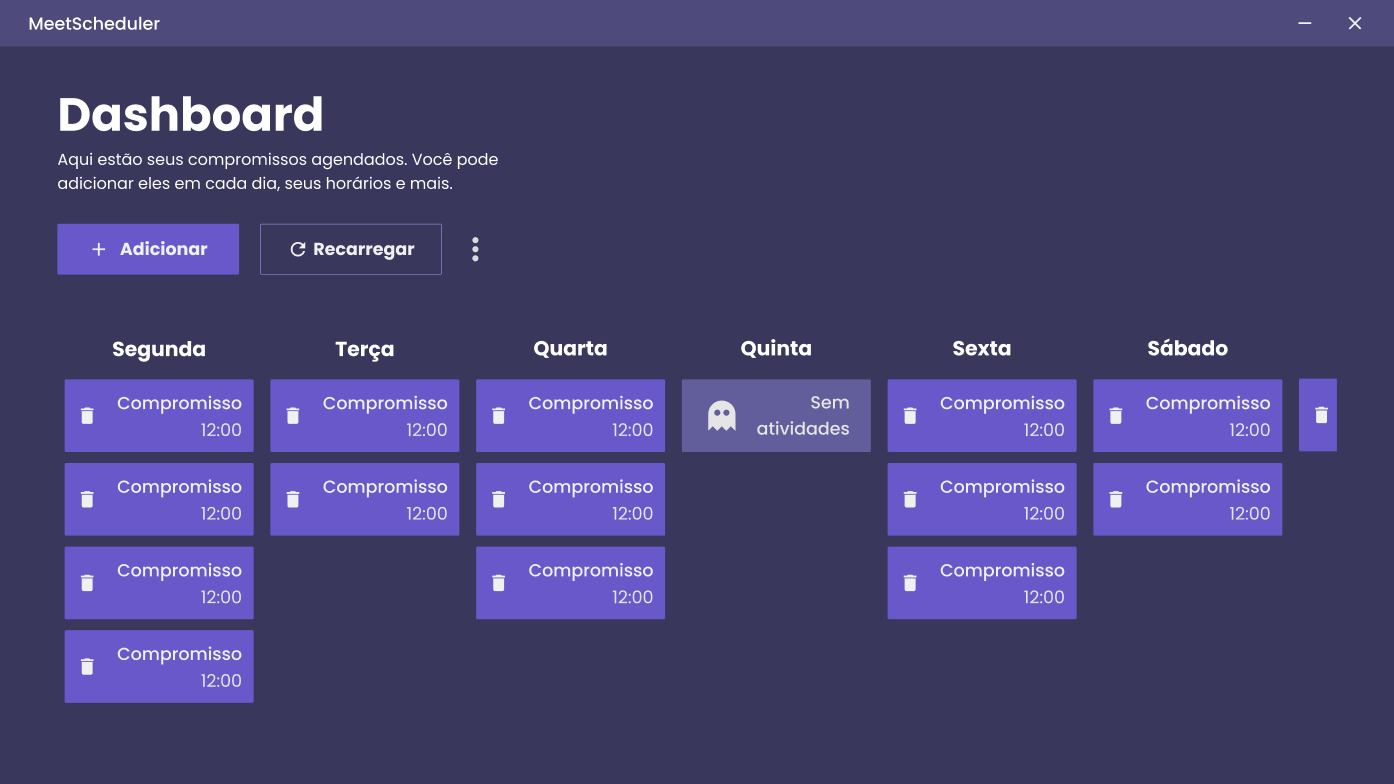 MeetScheduler
Dashboard
Aqui estão seus compromissos agendados. Você pode
adicionar eles em cada dia, seus horários e mais.
Adicionar
Recarregar
Segunda
Compromisso
12:00
Compromisso
12:00
Compromisso
12:00
Compromisso
12:00
Terça
Compromisso
12:00
Compromisso
12:00
Quarta
Compromisso
12:00
Compromisso
12:00
Compromisso
12:00
Quinta
Sem
atividades
Sexta
Compromisso
12:00
Compromisso
12:00
Compromisso
12:00
Sábado
Compromisso
12:00
Compromisso
12:00